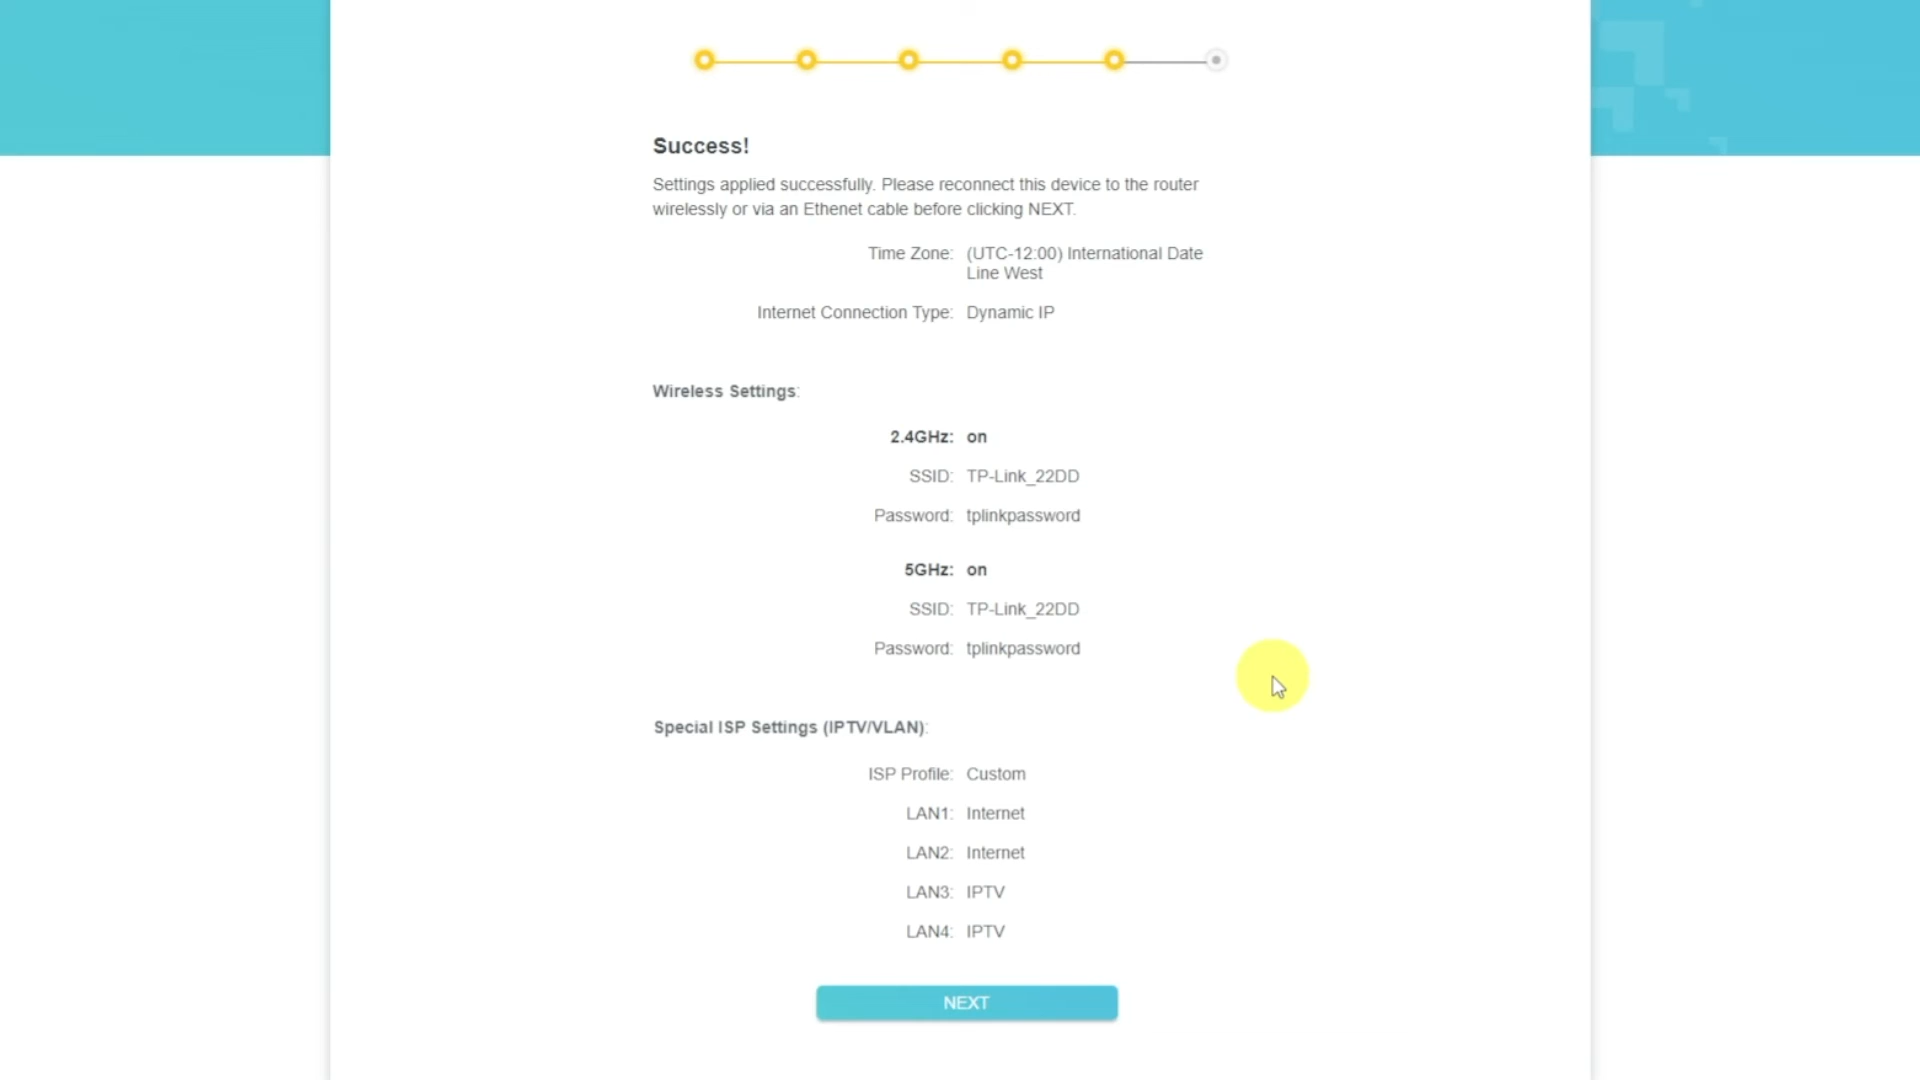 Success!
Settings applied successfully. Please reconnect this device to the router
wirelessly or via an Ethenet cable before clicking NEXT.
Time Zone: (UTC-12:00) International Date
Line West
Internet Connection Type: Dynamic IP
Wireless Settings:
2.4GHz: on
SSID: TP-Link_22DD
Password: tplinkpassword
5GHz: on
SSID: TP-Link_22DD
Password: tplinkpassword
Special ISP Settings (IPTV/VLAN):
ISP Profile: Custom
LAN1: Internet
LAN2: Internet
LAN3: IPTV
LAN4: IPTV
NEXT